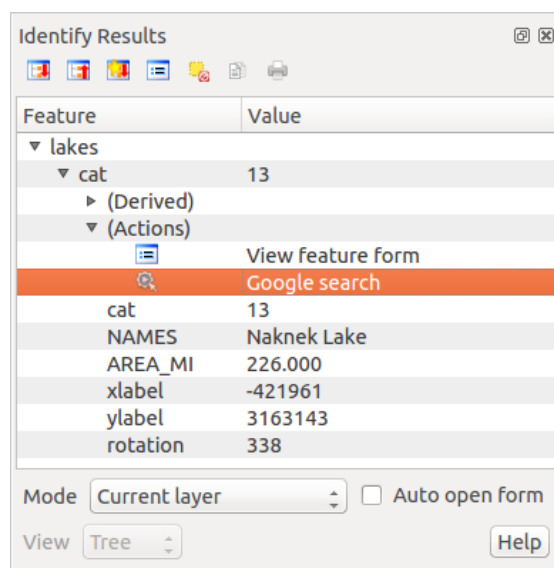 Identify Results
Feature Value
lakes
cat 13
(Derived)
(Actions)
View feature form
Google search
cat 13
NAMES Naknek Lake
AREA_MI 226.000
xlabel -421961
ylabel 3163143
rotation 338
Mode Current layer Auto open form
View Tree Help